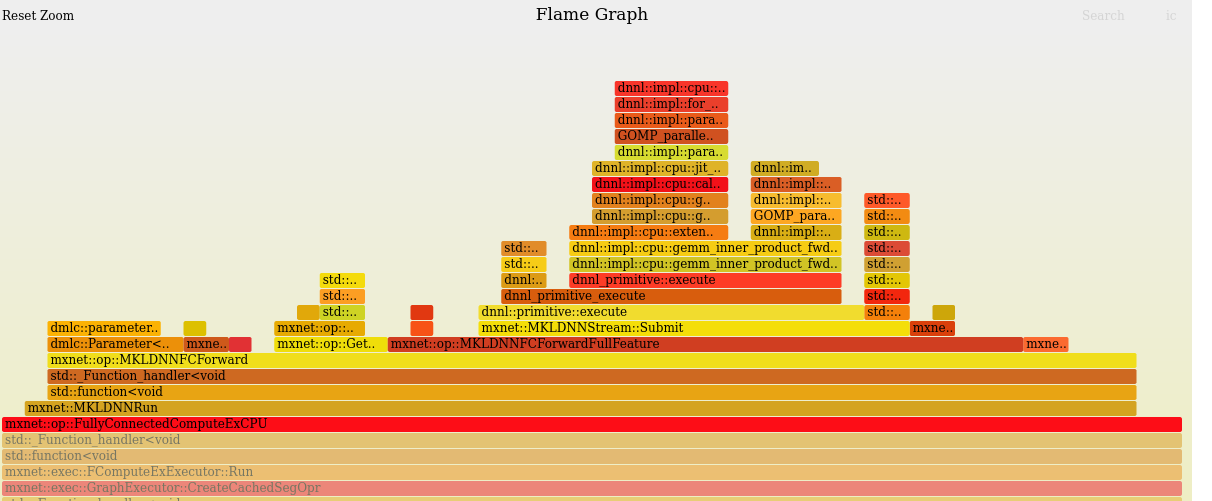 Reset Zoom Flame Graph Search ic
dnnl::impl::cpu::..
dnnl::impl::for_..
dnnl::impl::para..
GOMP_paralle..
dnnl::impl::para..
dnnl::impl::cpu::jit_.. dnnl::im..
dnnl::impl::cpu::cal.. dnnl::impl::..
dnnl::impl::cpu::g.. dnnl::impl::.. std::..
dnnl::impl::cpu::g.. GOMP_para.. std::..
dnnl::impl::cpu::exten.. dnnl::impl::.. std::..
std::.. dnnl::impl::cpu::gemm_inner_product_fwd.. std::..
std::.. dnnl::impl::cpu::gemm_inner_product_fwd.. std::..
std::.. dnnl:.. dnnl_primitive::execute std::..
std::.. dnnl_primitive_execute std::..
std::.. dnnl::primitive::execute std::..
dmlc::parameter.. mxnet::op::.. mxnet::MKLDNNStream::Submit mxne..
dmlc::Parameter<.. mxne.. mxnet::op::Get.. mxnet::op::MKLDNNFCForwardFullFeature mxne..
mxnet::op::MKLDNNFCForward
std::_Function_handler<void
std::function<void
mxnet::MKLDNNRun
mxnet::op::FullyConnectedComputeExCPU
std::_Function_handler<void
std::function<void
mxnet::exec::FComputeExExecutor::Run
mxnet::exec::GraphExecutor::CreateCachedSegOpr